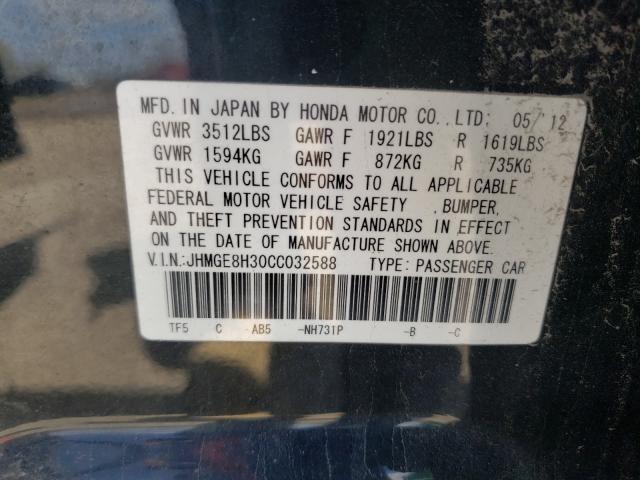 MFD. IN JAPAN BY HONDA MOTOR CO.,LTD: 05/12
GVWR 3512LBS GAWR F 1921LBS R 1619LBS
GVWR 1594KG GAWR F 872KG R 735KG
THIS VEHICLE CONFORMS TO ALL APPLICABLE
FEDERAL MOTOR VEHICLE SAFETY ,BUMPER,
AND THEFT PREVENTION STANDARDS IN EFFECT
ON THE DATE OF MANUFACTURE SHOWN ABOVE.
V.I.N.:JHMGE8H30CC032588 TYPE: PASSENGER CAR
TF5 C -AB5 -NH731P -B -C